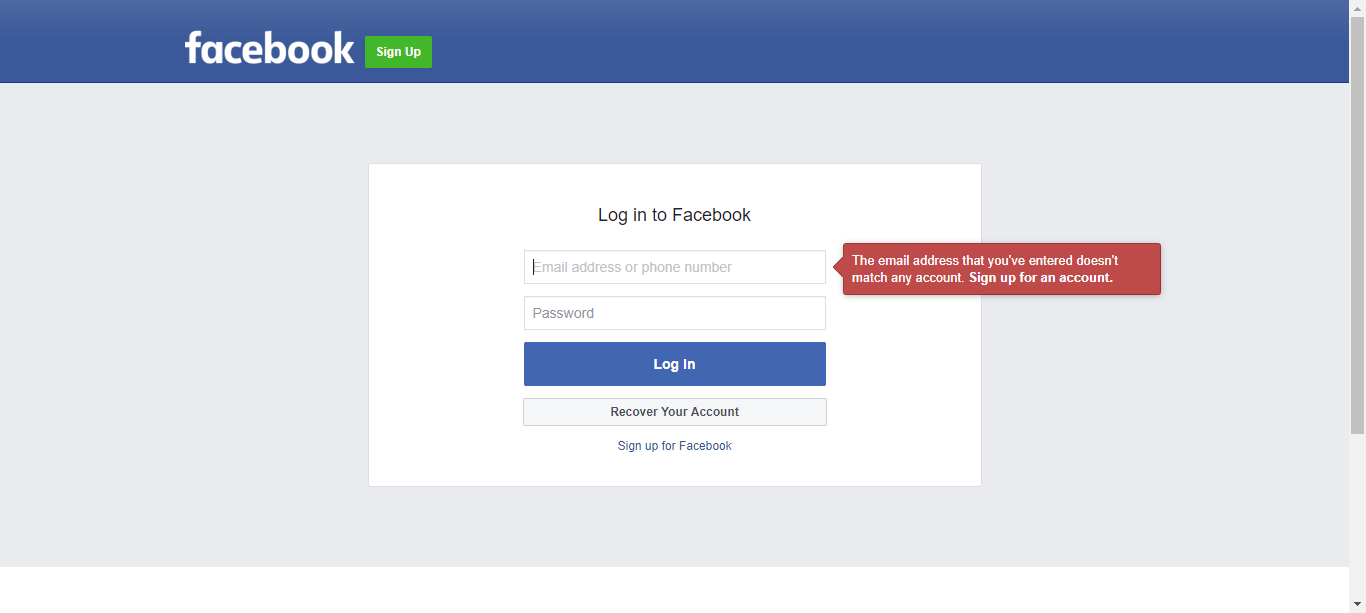 facebook
Sign Up
Log in to Facebook
Email address or phone number
The email address that you've entered doesn't
match any account. Sign up for an account.
Password
Log In
Recover Your Account
Sign up for Facebook